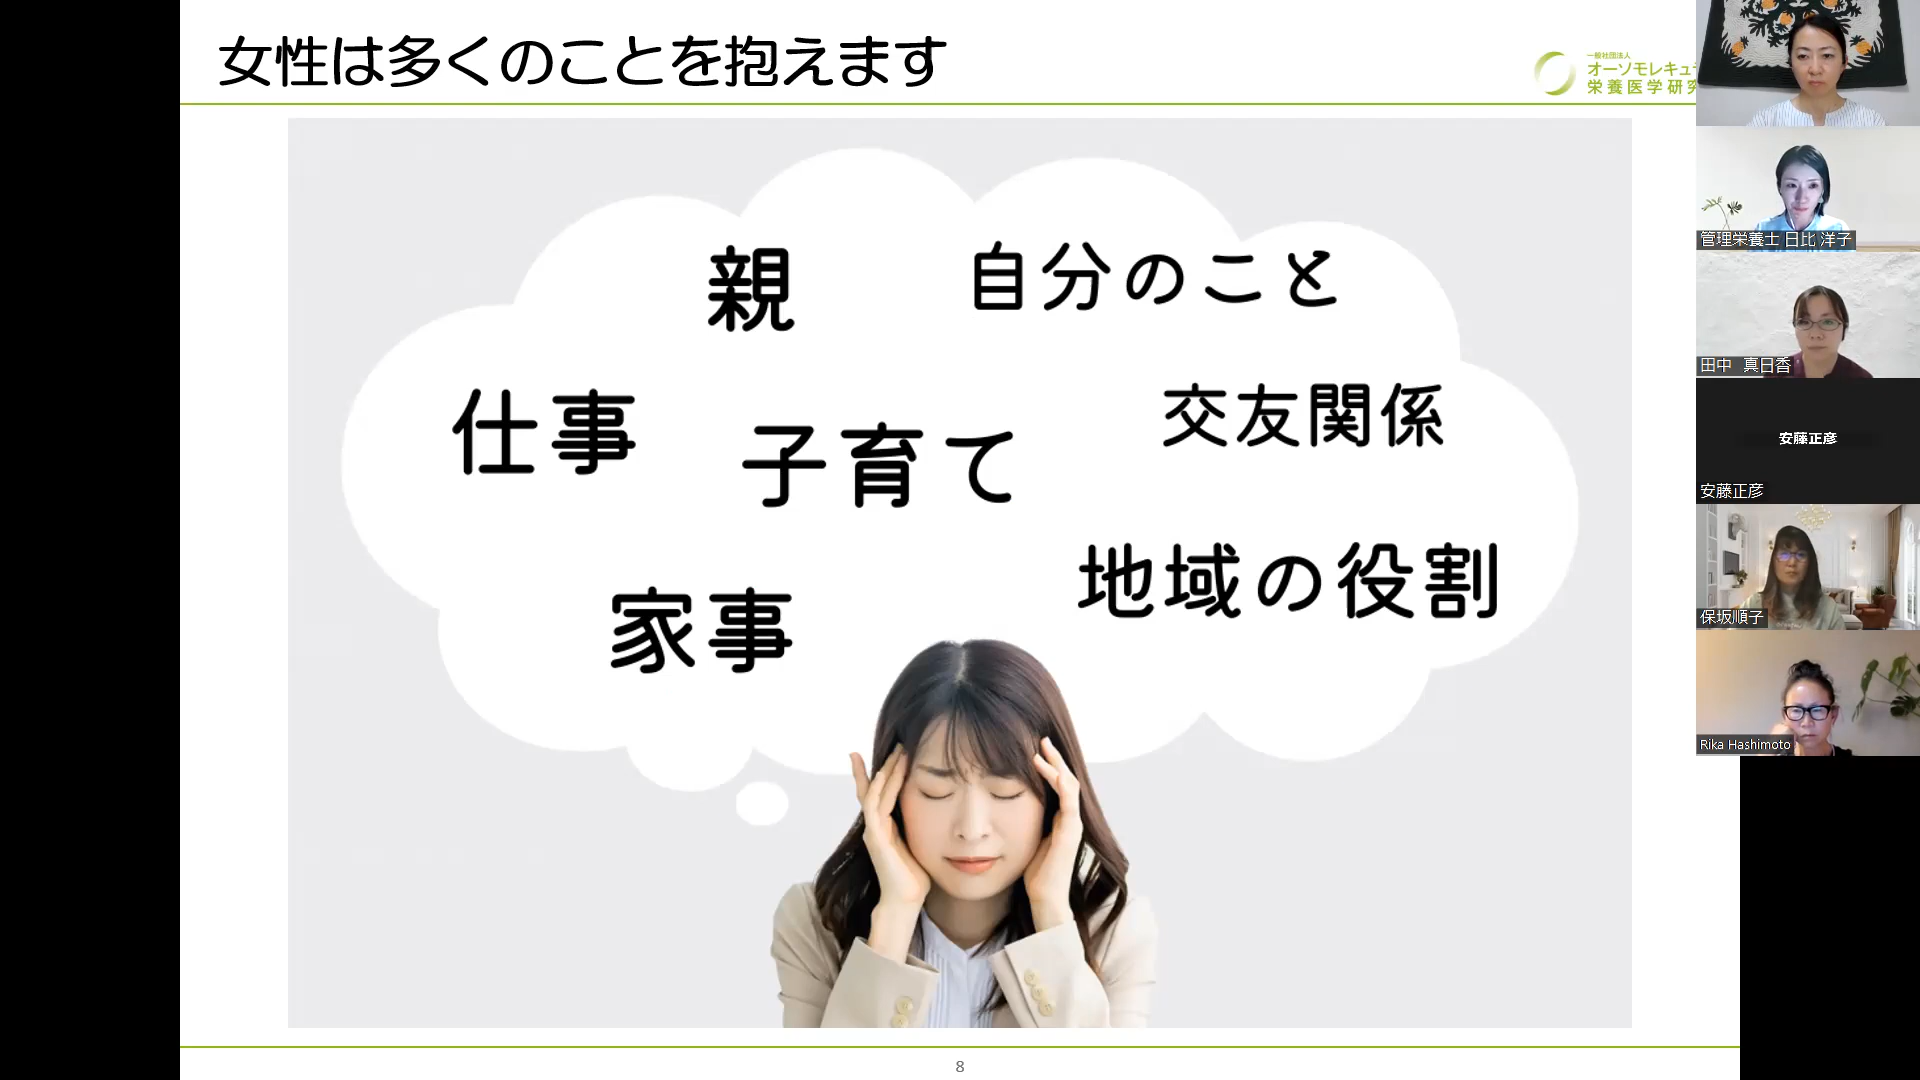 女性は多くのことを抱えます
一般社団法人
オーソモレキュ
栄養医学研究
親
自分のこと
仕事
子育て
交友関係
家事
地域の役割
8
管理栄養士 日比 洋子
田中 真日香
安藤正彦
安藤正彦
保坂順子
Rika Hashimoto